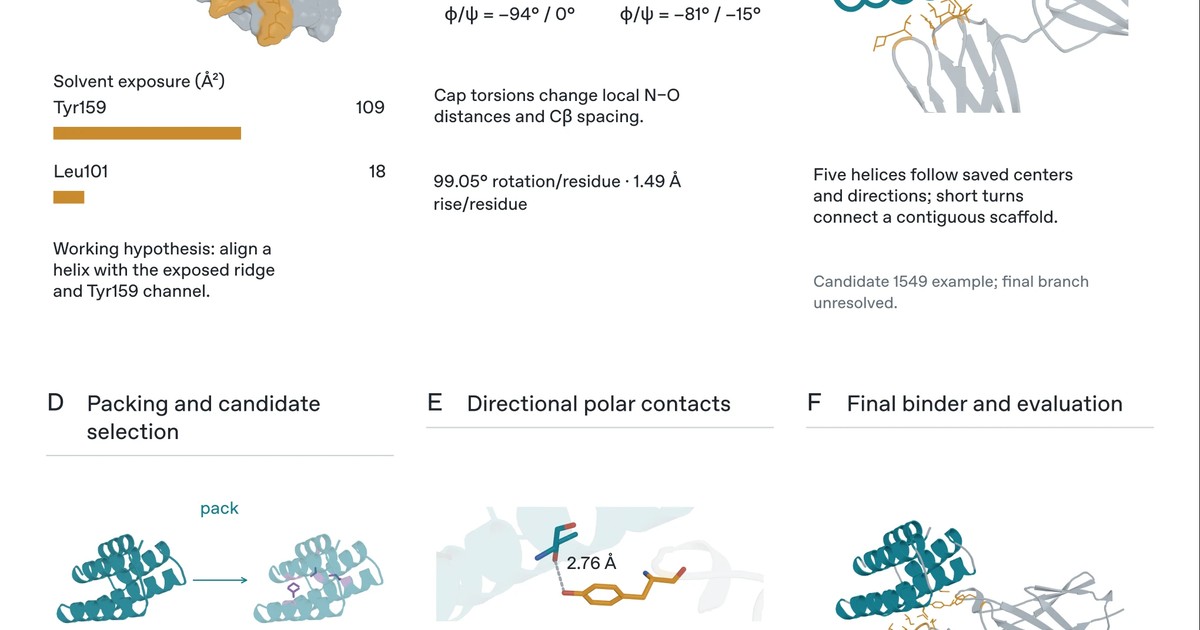 ϕ/ψ = −94° / 0°
ϕ/ψ = −81° / −15°
Solvent exposure (Å²)
Tyr159 109
Leu101 18
Working hypothesis: align a
helix with the exposed ridge
and Tyr159 channel.
Cap torsions change local N–O
distances and Cβ spacing.
99.05° rotation/residue · 1.49 Å
rise/residue
Five helices follow saved centers
and directions; short turns
connect a contiguous scaffold.
Candidate 1549 example; final branch
unresolved.
D Packing and candidate
selection
pack
E Directional polar contacts
2.76 Å
F Final binder and evaluation